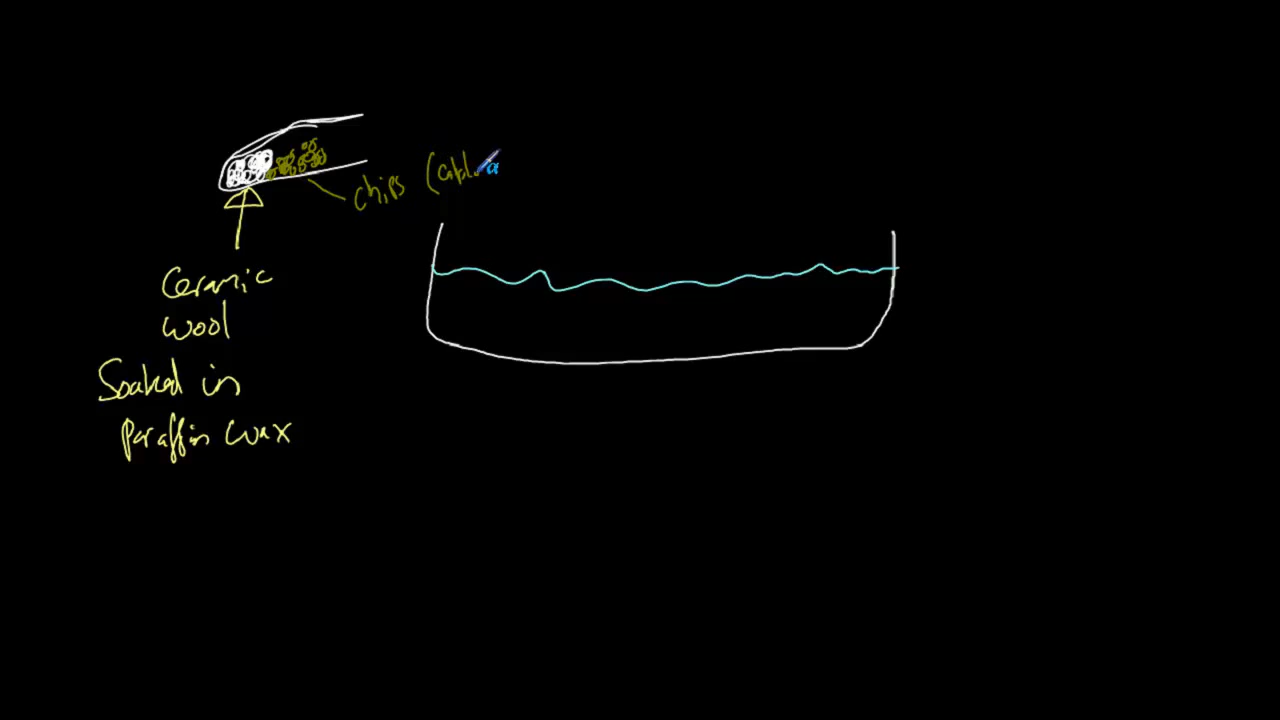 chips (
Ceramic
wool
Soaked in
paraffin wax